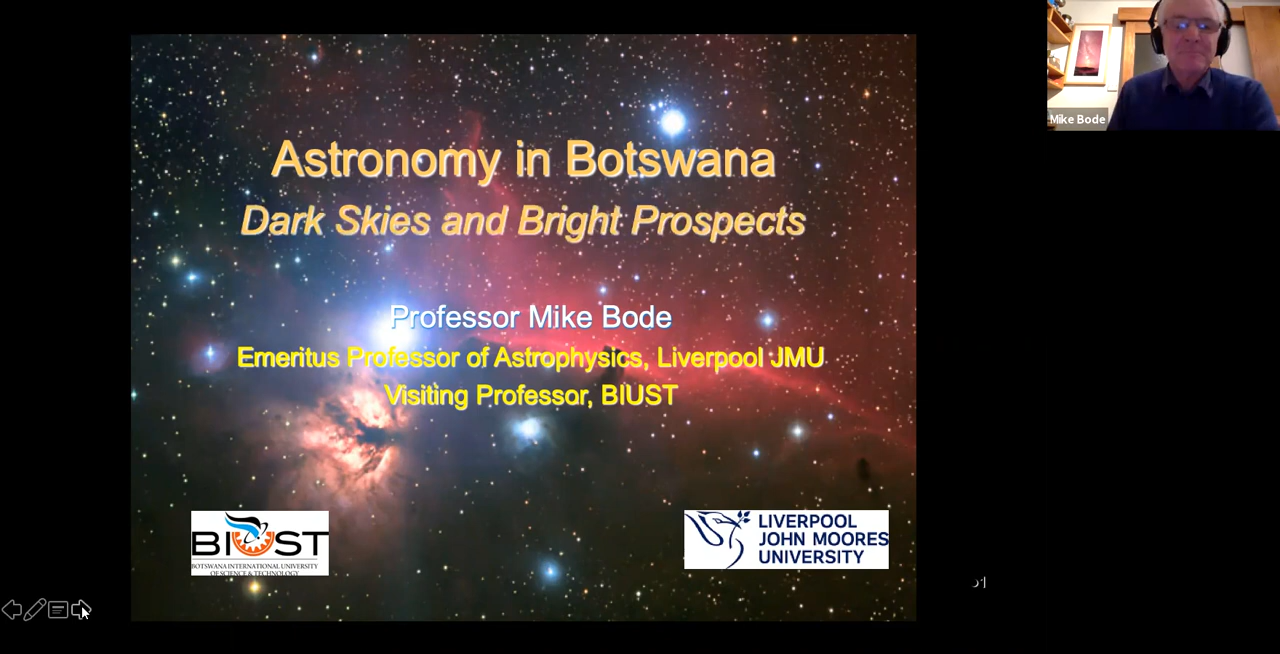 Mike Bode
Astronomy in Botswana
Dark Skies and Bright Prospects
Professor Mike Bode
Emeritus Professor of Astrophysics, Liverpool JMU
Visiting Professor, BIUST
BIUST
BOTSWANA INTERNATIONAL UNIVERSITY
OF SCIENCE & TECHNOLOGY
LIVERPOOL
JOHN MOORES
UNIVERSITY